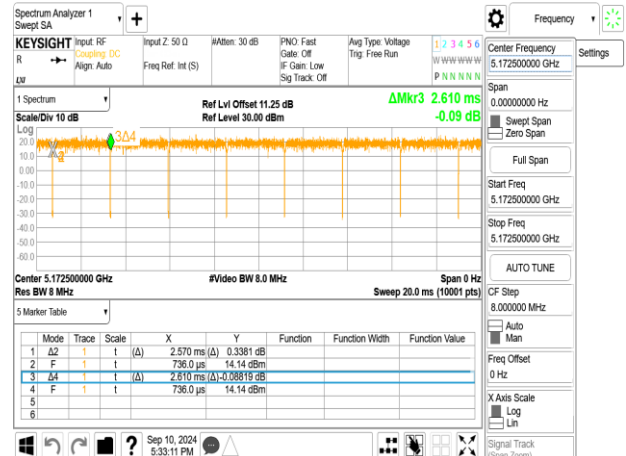 Spectrum Analyzer 1
Swept SA
Frequency
Settings
KEYSIGHT
Input: RF
Coupling: DC
Align: Auto
Input Z: 50 Ω
Freq Ref: Int (S)
#Atten: 30 dB
PNO: Fast
Gate: Off
IF Gain: Low
Sig Track: Off
Avg Type: Voltage
Trig: Free Run
1 2 3 4 5 6
W W W W W W
P N N N N N
R
1 Spectrum
Scale/Div 10 dB
Ref Lvl Offset 11.25 dB
Ref Level 30.00 dBm
ΔMkr3 2.610 ms
-0.09 dB
Log
20.0
10.0
0.00
-10.0
-20.0
-30.0
-40.0
-50.0
-60.0
3Δ4
Center 5.172500000 GHz
#Video BW 8.0 MHz
Span 0 Hz
Res BW 8 MHz
Sweep 20.0 ms (10001 pts)
5 Marker Table
Mode Trace Scale X Y Function Function Width Function Value
1 Δ2 1 t (Δ) 2.570 ms (Δ) 0.3381 dB
2 F 1 t 736.0 µs 14.14 dBm
3 Δ4 1 t (Δ) 2.610 ms (Δ) -0.08819 dB
4 F 1 t 736.0 µs 14.14 dBm
5
6
Sep 10, 2024
5:33:11 PM
Center Frequency
5.172500000 GHz
Span
0.00000000 Hz
Swept Span
Zero Span
Full Span
Start Freq
5.172500000 GHz
Stop Freq
5.172500000 GHz
AUTO TUNE
CF Step
8.000000 MHz
Auto
Man
Freq Offset
0 Hz
X Axis Scale
Log
Lin
Signal Track
(Span Zoom)